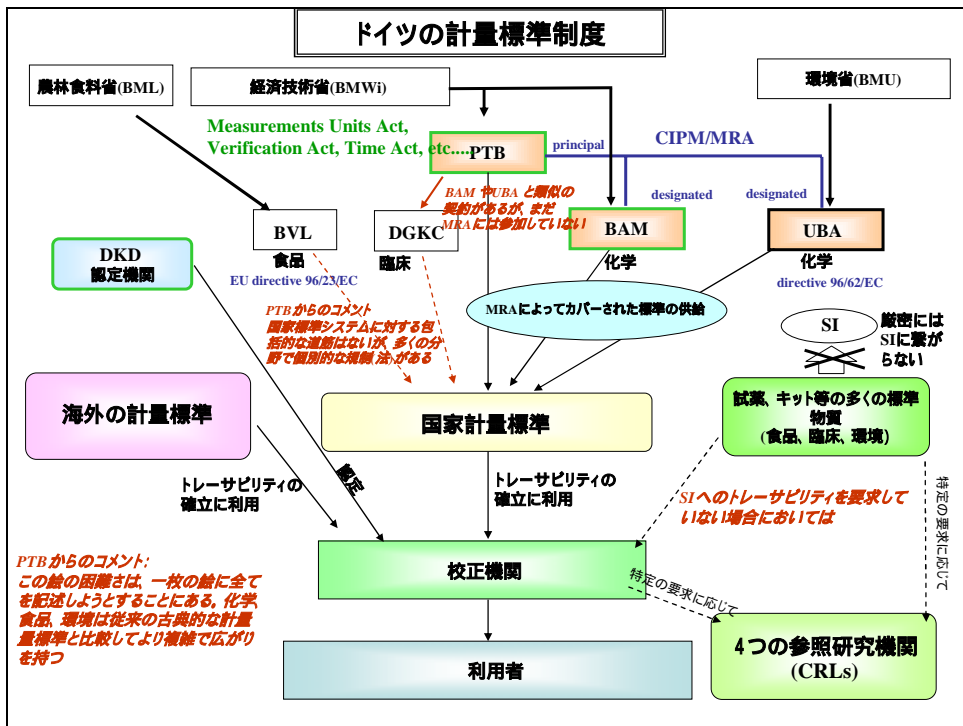 ドイツの計量標準制度
農林食料省(BML)
経済技術省(BMWi)
環境省(BMU)
Measurements Units Act,
Verification Act, Time Act, etc.....
PTB
principal
CIPM/MRA
designated
designated
BAM やUBA と類似の
契約があるが、まだ
MRAには参加していない
BVL
食品
EU directive 96/23/EC
DGKC
臨床
BAM
化学
UBA
化学
directive 96/62/EC
DKD
認定機関
PTBからのコメント
国家標準システムに対する包
括的な道筋はないが、多くの分
野で個別的な規制(法)がある
MRAによってカバーされた標準の供給
SI
厳密には
SIに繋が
らない
海外の計量標準
国家計量標準
試薬、キット等の多くの標準
物質
(食品、臨床、環境)
トレーサビリティの
確立に利用
認定
トレーサビリティの
確立に利用
SIへのトレーサビリティを要求して
いない場合においては
特定の要求に応じて
PTBからのコメント:
この絵の困難さは、一枚の絵に全て
を記述しようとすることにある。化学、
食品、環境は従来の古典的な計量
量標準と比較してより複雑で広がり
を持つ
校正機関
特定の要求に応じて
利用者
4つの参照研究機関
(CRLs)